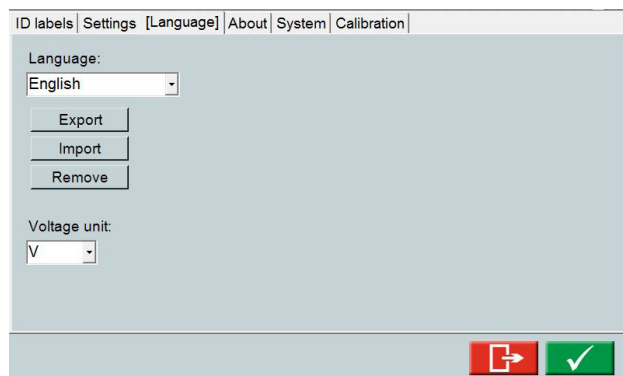 ID labels Settings [Language] About System Calibration
Language:
English
Export
Import
Remove
Voltage unit:
V